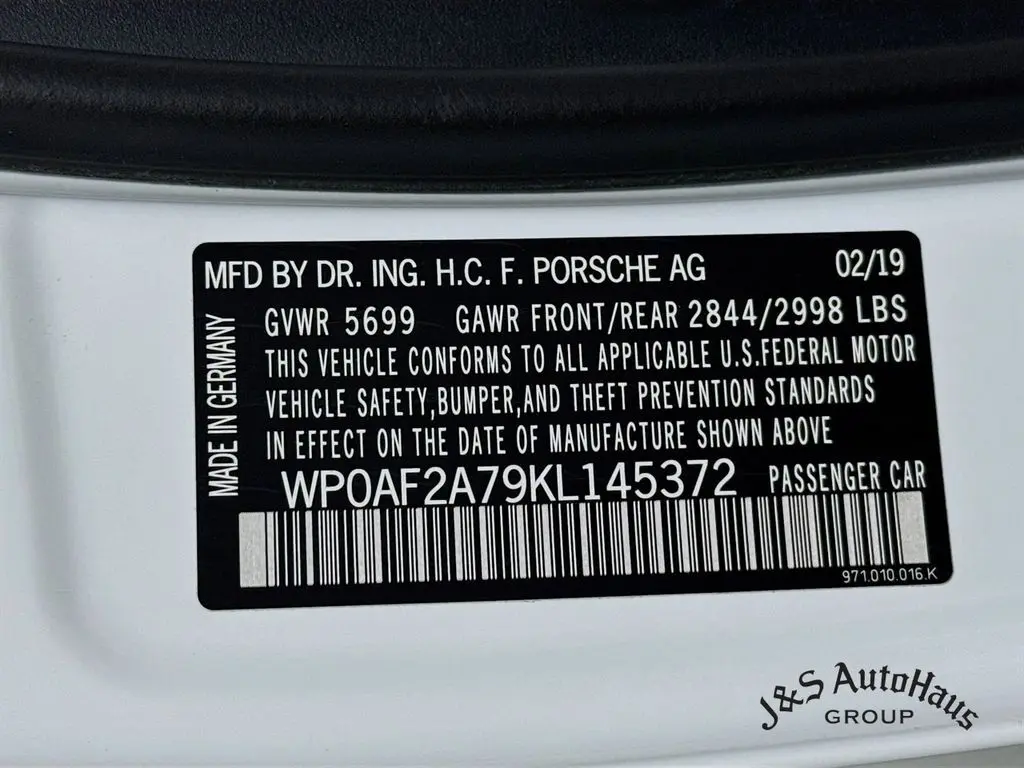 MFD BY DR. ING. H.C. F. PORSCHE AG 02/19
GVWR 5699 GAWR FRONT/REAR 2844/2998 LBS
THIS VEHICLE CONFORMS TO ALL APPLICABLE U.S.FEDERAL MOTOR
VEHICLE SAFETY,BUMPER,AND THEFT PREVENTION STANDARDS
IN EFFECT ON THE DATE OF MANUFACTURE SHOWN ABOVE
MADE IN GERMANY
WP0AF2A79KL145372 PASSENGER CAR
971.010.016.K
J&S AutoHaus
GROUP